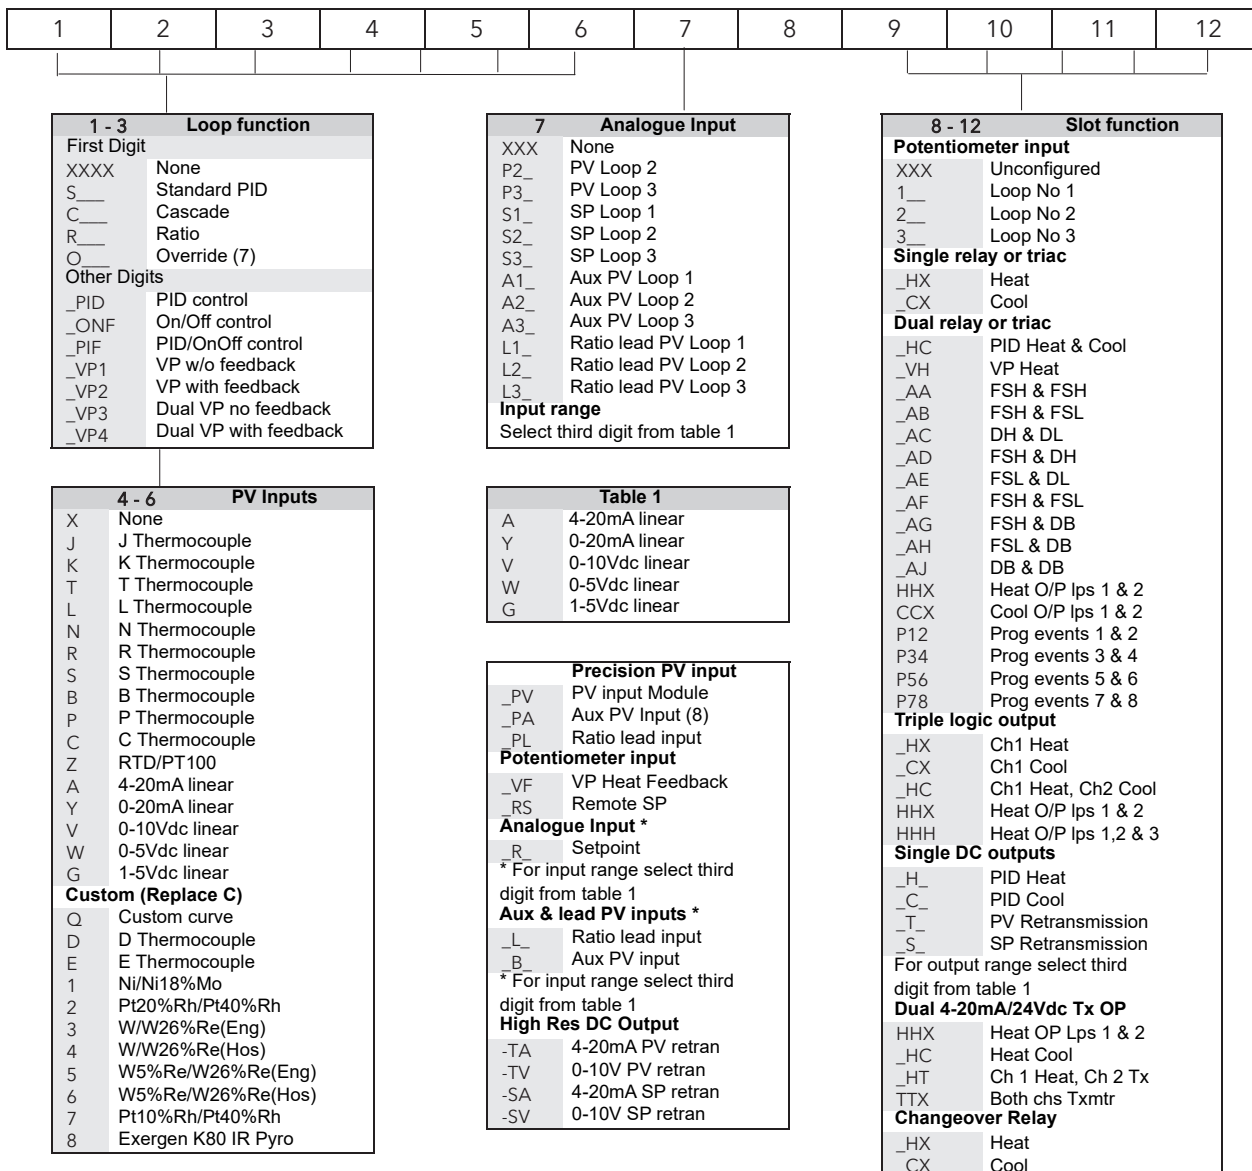 1 2 3 4 5 6 7 8 9 10 11 12
1 - 3 Loop function
First Digit
XXXX None
S___ Standard PID
C___ Cascade
R___ Ratio
O___ Override (7)
Other Digits
_PID PID control
_ONF On/Off control
_PIF PID/OnOff control
_VP1 VP w/o feedback
_VP2 VP with feedback
_VP3 Dual VP no feedback
_VP4 Dual VP with feedback
4 - 6 PV Inputs
X None
J J Thermocouple
K K Thermocouple
T T Thermocouple
L L Thermocouple
N N Thermocouple
R R Thermocouple
S S Thermocouple
B B Thermocouple
P P Thermocouple
C C Thermocouple
Z RTD/PT100
A 4-20mA linear
Y 0-20mA linear
V 0-10Vdc linear
W 0-5Vdc linear
G 1-5Vdc linear
Custom (Replace C)
Q Custom curve
D D Thermocouple
E E Thermocouple
1 Ni/Ni18%Mo
2 Pt20%Rh/Pt40%Rh
3 W/W26%Re(Eng)
4 W/W26%Re(Hos)
5 W5%Re/W26%Re(Eng)
6 W5%Re/W26%Re(Hos)
7 Pt10%Rh/Pt40%Rh
8 Exergen K80 IR Pyro
7 Analogue Input
XXX None
P2_ PV Loop 2
P3_ PV Loop 3
S1_ SP Loop 1
S2_ SP Loop 2
S3_ SP Loop 3
A1_ Aux PV Loop 1
A2_ Aux PV Loop 2
A3_ Aux PV Loop 3
L1_ Ratio lead PV Loop 1
L2_ Ratio lead PV Loop 2
L3_ Ratio lead PV Loop 3
Input range
Select third digit from table 1
Table 1
A 4-20mA linear
Y 0-20mA linear
V 0-10Vdc linear
W 0-5Vdc linear
G 1-5Vdc linear
Precision PV input
_PV PV input Module
_PA Aux PV Input (8)
_PL Ratio lead input
Potentiometer input
_VF VP Heat Feedback
_RS Remote SP
Analogue Input *
_R_ Setpoint
* For input range select third
digit from table 1
Aux & lead PV inputs *
_L_ Ratio lead input
_B_ Aux PV input
* For input range select third
digit from table 1
High Res DC Output
-TA 4-20mA PV retran
-TV 0-10V PV retran
-SA 4-20mA SP retran
-SV 0-10V SP retran
8 - 12 Slot function
Potentiometer input
XXX Unconfigured
1__ Loop No 1
2__ Loop No 2
3__ Loop No 3
Single relay or triac
_HX Heat
_CX Cool
Dual relay or triac
_HC PID Heat & Cool
_VH VP Heat
_AA FSH & FSH
_AB FSH & FSL
_AC DH & DL
_AD FSH & DH
_AE FSL & DL
_AF FSH & FSL
_AG FSH & DB
_AH FSL & DB
_AJ DB & DB
HHX Heat O/P lps 1 & 2
CCX Cool O/P lps 1 & 2
P12 Prog events 1 & 2
P34 Prog events 3 & 4
P56 Prog events 5 & 6
P78 Prog events 7 & 8
Triple logic output
_HX Ch1 Heat
_CX Ch1 Cool
_HC Ch1 Heat, Ch2 Cool
HHX Heat O/P lps 1 & 2
HHH Heat O/P lps 1,2 & 3
Single DC outputs
_H_ PID Heat
_C_ PID Cool
_T_ PV Retransmission
_S_ SP Retransmission
For output range select third
digit from table 1
Dual 4-20mA/24Vdc Tx OP
HHX Heat OP Lps 1 & 2
_HC Heat Cool
_HT Ch 1 Heat, Ch 2 Tx
TTX Both chs Txmtr
Changeover Relay
_HX Heat
_CX Cool